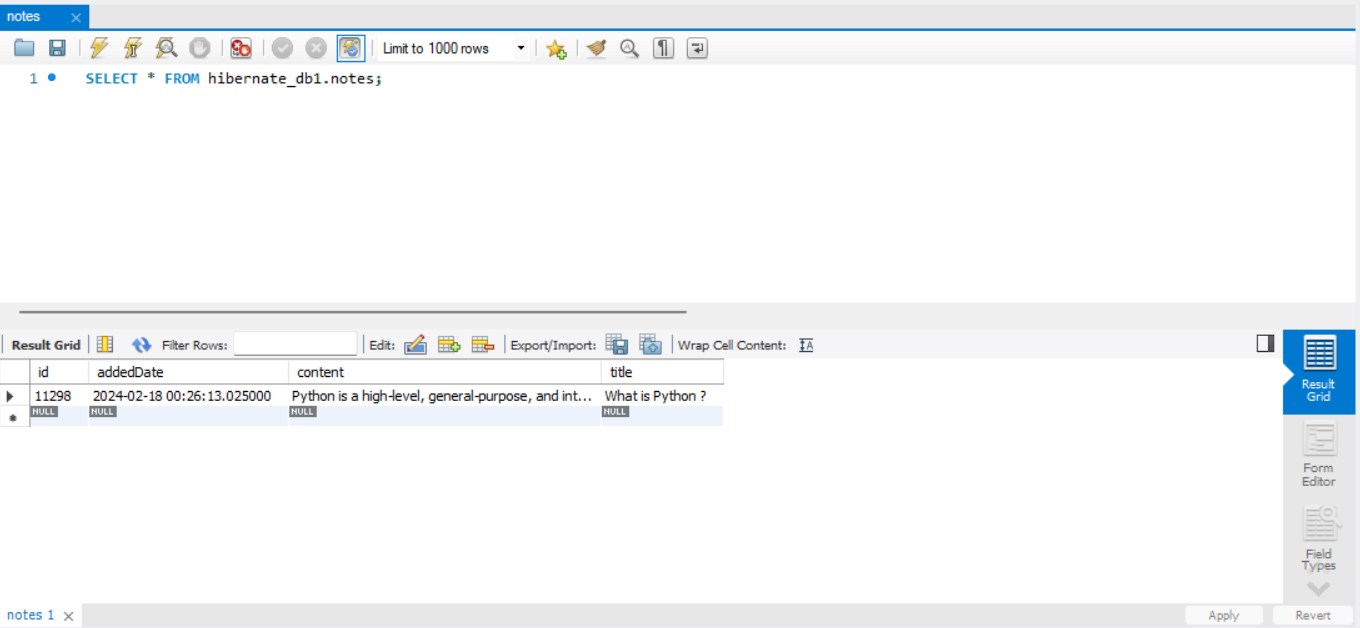 notes
Limit to 1000 rows
1 SELECT * FROM hibernate_db1.notes;
Result Grid Filter Rows: Edit: Export/Import: Wrap Cell Content:
id addedDate content title
11298 2024-02-18 00:26:13.025000 Python is a high-level, general-purpose, and int... What is Python ?
NULL NULL NULL NULL
Result
Grid
Form
Editor
Field
Types
notes 1
Apply Revert